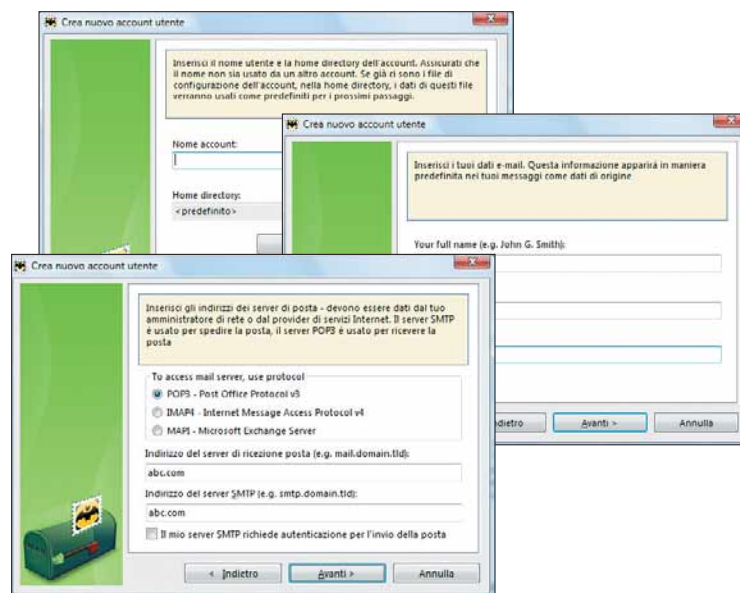 Crea nuovo account utente
Inserisci il nome utente e la home directory dell'account. Assicurati che
il nome non sia usato da un altro account. Se già ci sono i file di
configurazione dell'account, nella home directory, i dati di questi file
verranno usati come predefiniti per i prossimi passaggi.
Nome account:
Home directory:
<predefinito>
Crea nuovo account utente
Inserisci i tuoi dati e-mail. Questa informazione apparirà in maniera
predefinita nei tuoi messaggi come dati di origine
Your full name (e.g. John G. Smith):
Avanti >
Annulla
Crea nuovo account utente
Inserisci gli indirizzi dei server di posta - devono essere dati dal tuo
amministratore di rete o dal provider di servizi Internet. Il server SMTP
è usato per spedire la posta, il server POP3 è usato per ricevere la
posta
To access mail server, use protocol
POP3 - Post Office Protocol v3
IMAP4 - Internet Message Access Protocol v4
MAPI - Microsoft Exchange Server
Indirizzo del server di ricezione posta (e.g. mail.domain.tld):
abc.com
Indirizzo del server SMTP (e.g. smtp.domain.tld):
abc.com
Il mio server SMTP richiede autenticazione per l'invio della posta
< Indietro
Avanti >
Annulla